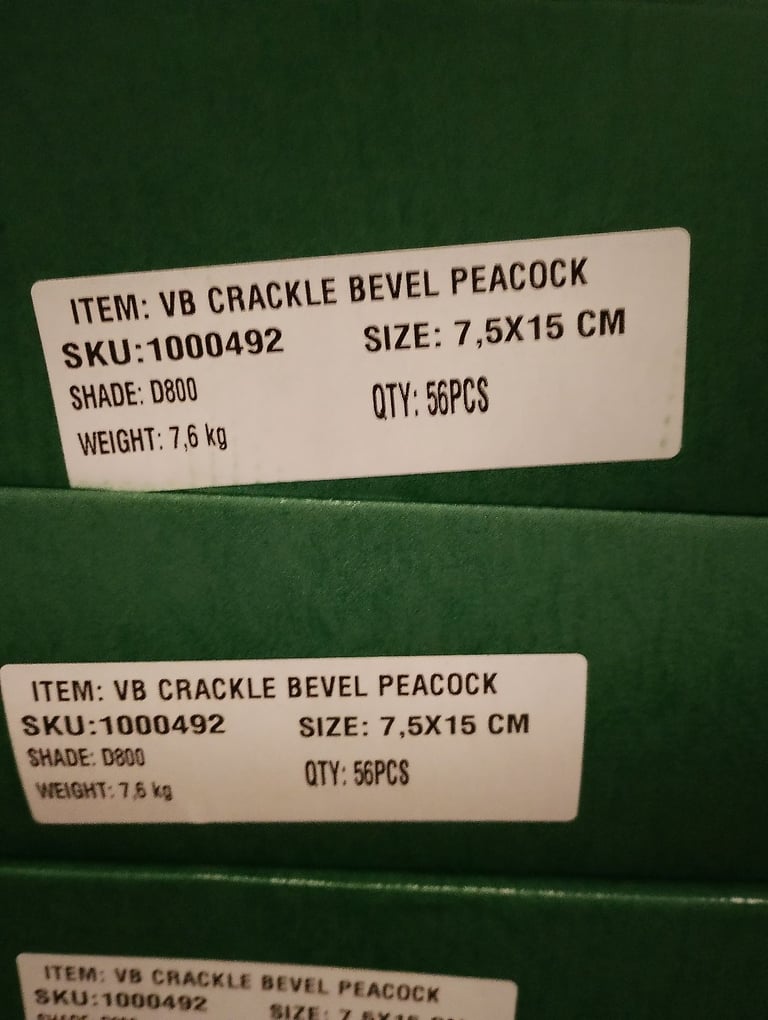 ITEM: VB CRACKLE BEVEL PEACOCK
SKU:1000492 SIZE: 7,5X15 CM
SHADE: D800 QTY: 56PCS
WEIGHT: 7,6 kg
ITEM: VB CRACKLE BEVEL PEACOCK
SKU:1000492 SIZE: 7,5X15 CM
SHADE: D800 QTY: 56PCS
WEIGHT: 7,6 kg
ITEM: VB CRACKLE BEVEL PEACOCK
SKU:1000492 SIZE: